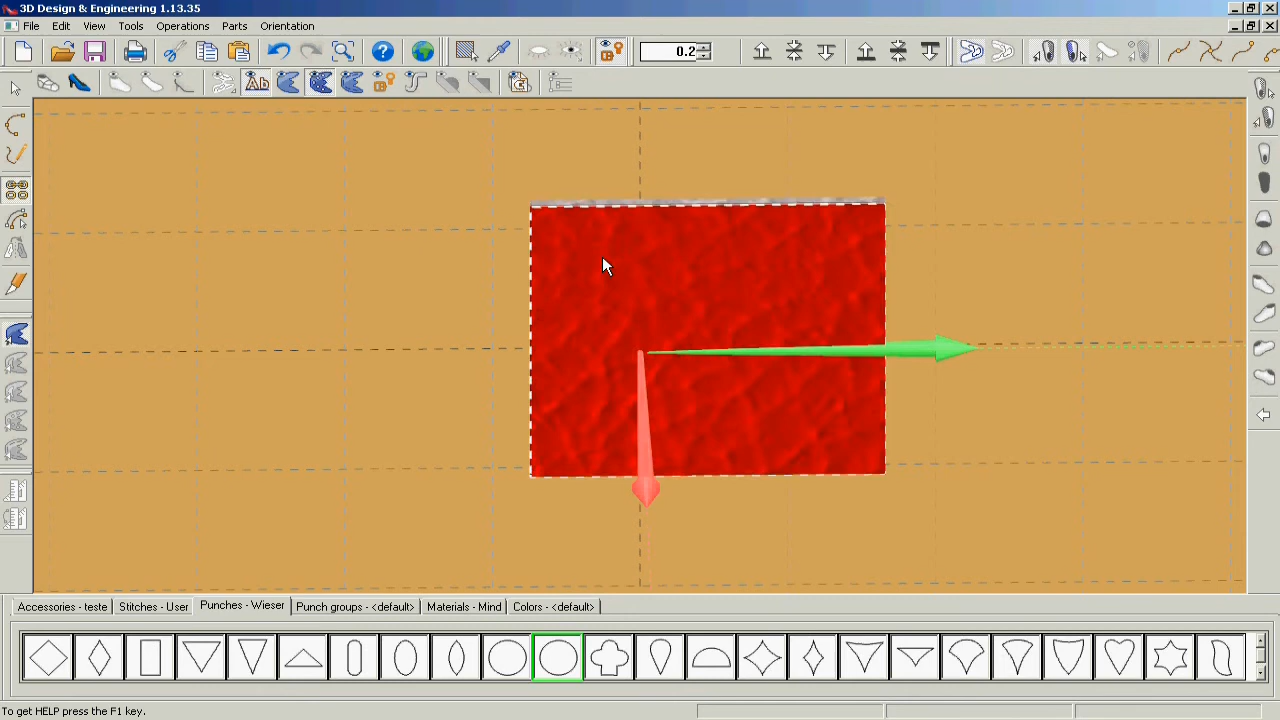 3D Design & Engineering 1.13.35
File Edit View Tools Operations Parts Orientation
0.2
Ab
Accessories - teste Stitches - User Punches - Wieser Punch groups - <default> Materials - Mind Colors - <default>
To get HELP press the F1 key.